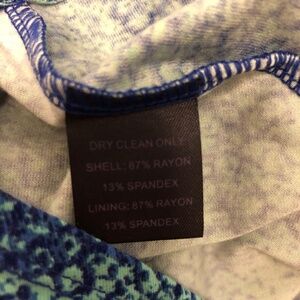 DRY CLEAN ONLY
SHELL: 87% RAYON
13% SPANDEX
LINING: 87% RAYON
13% SPANDEX